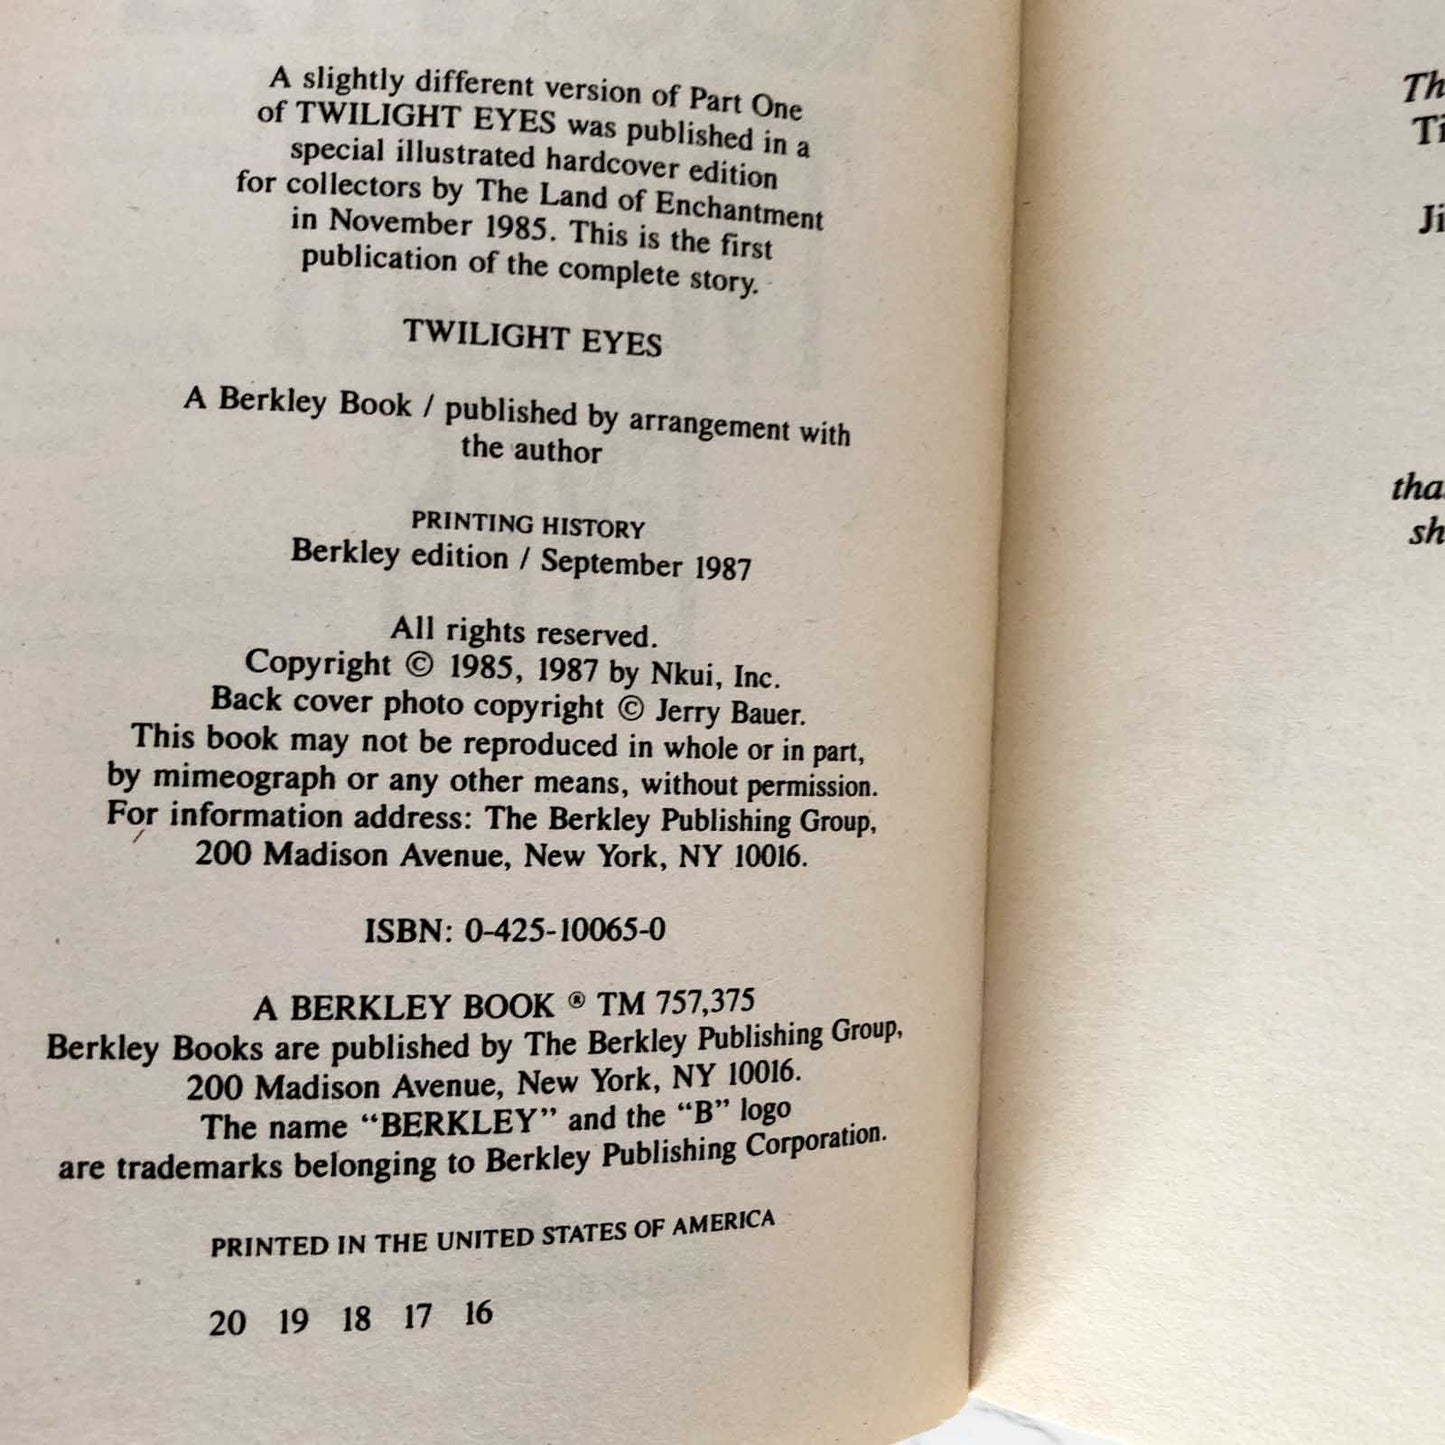 A slightly different version of Part One
of TWILIGHT EYES was published in a
special illustrated hardcover edition
for collectors by The Land of Enchantment
in November 1985. This is the first
publication of the complete story.
TWILIGHT EYES
A Berkley Book / published by arrangement with
the author
PRINTING HISTORY
Berkley edition / September 1987
All rights reserved.
Copyright © 1985, 1987 by Nkui, Inc.
Back cover photo copyright © Jerry Bauer.
This book may not be reproduced in whole or in part,
by mimeograph or any other means, without permission.
For information address: The Berkley Publishing Group,
200 Madison Avenue, New York, NY 10016.
ISBN: 0-425-10065-0
A BERKLEY BOOK ® TM 757,375
Berkley Books are published by The Berkley Publishing Group,
200 Madison Avenue, New York, NY 10016.
The name “BERKLEY” and the “B” logo
are trademarks belonging to Berkley Publishing Corporation.
PRINTED IN THE UNITED STATES OF AMERICA
20 19 18 17 16